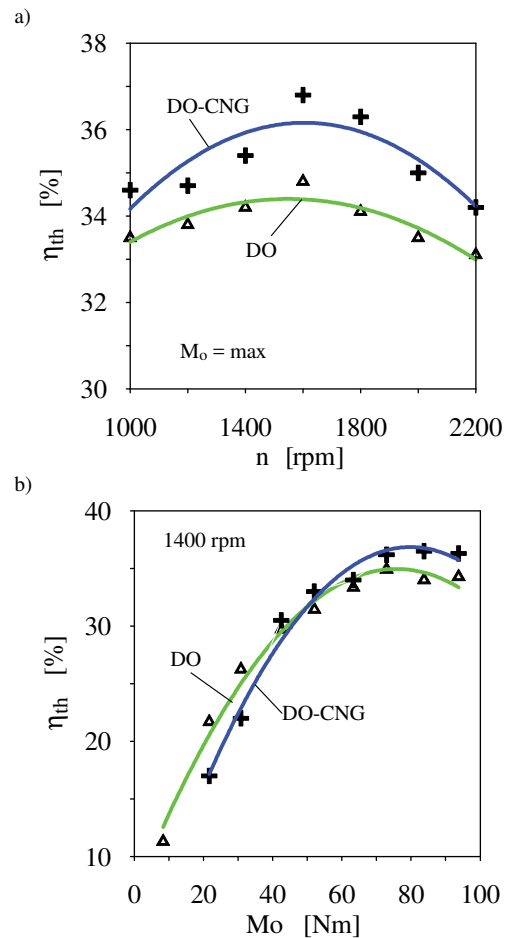 a)
38
36
34
32
30
η_th [%]
DO-CNG
DO
Mₒ = max
1000
1400
1800
2200
n [rpm]
b)
40
30
20
10
η_th [%]
1400 rpm
DO
DO-CNG
0
20
40
60
80
100
Mo [Nm]